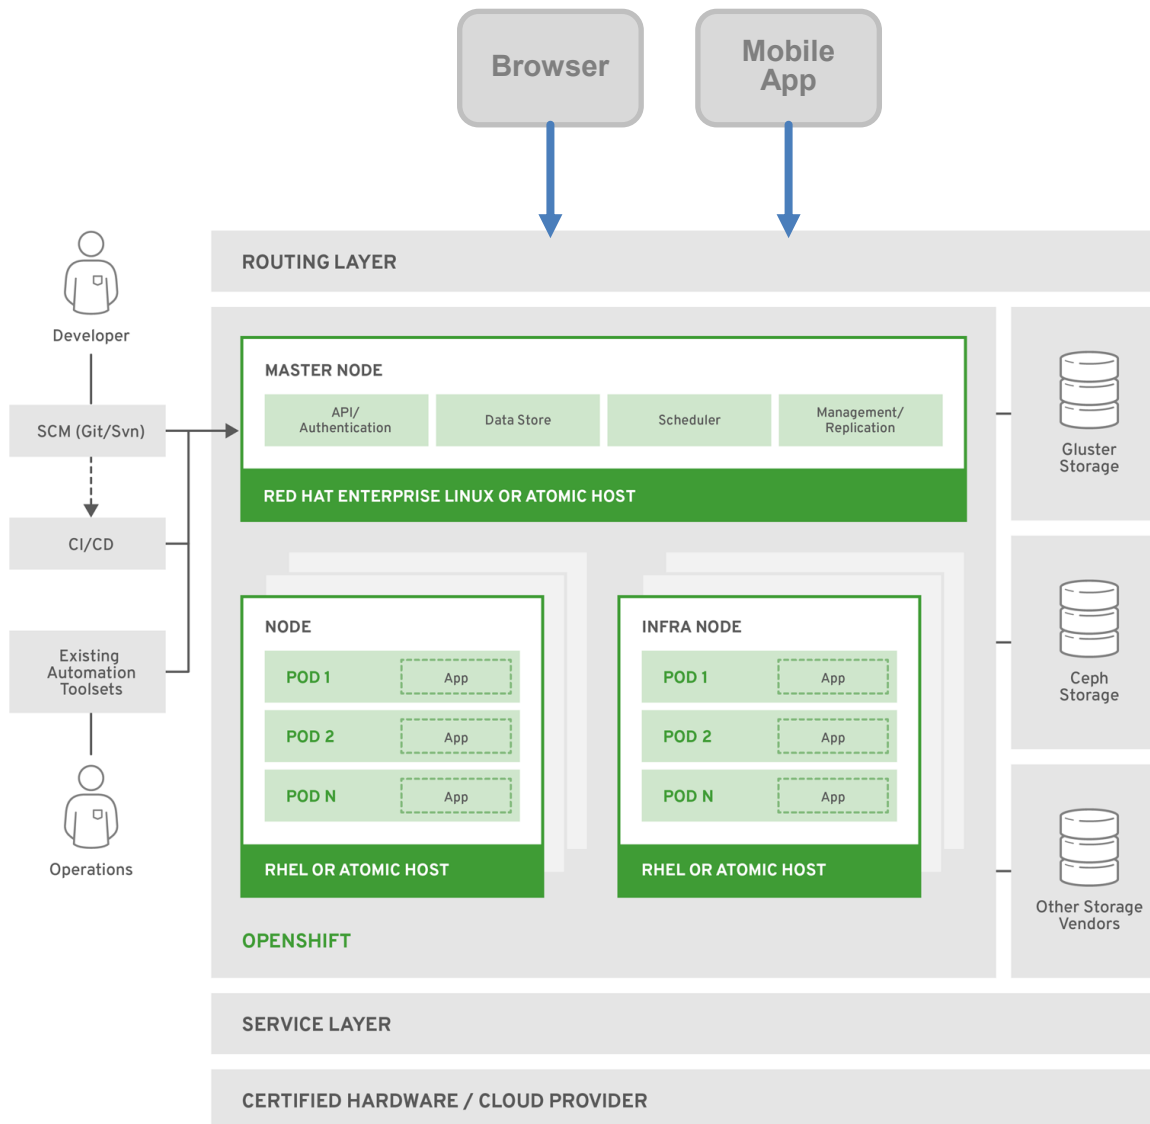 Browser
Mobile
App
ROUTING LAYER
Developer
SCM (Git/Svn)
CI/CD
Existing
Automation
Toolsets
Operations
MASTER NODE
API/
Authentication
Data Store
Scheduler
Management/
Replication
RED HAT ENTERPRISE LINUX OR ATOMIC HOST
NODE
POD 1
App
POD 2
App
POD N
App
RHEL OR ATOMIC HOST
INFRA NODE
POD 1
App
POD 2
App
POD N
App
RHEL OR ATOMIC HOST
OPENSHIFT
Gluster
Storage
Ceph
Storage
Other Storage
Vendors
SERVICE LAYER
CERTIFIED HARDWARE / CLOUD PROVIDER